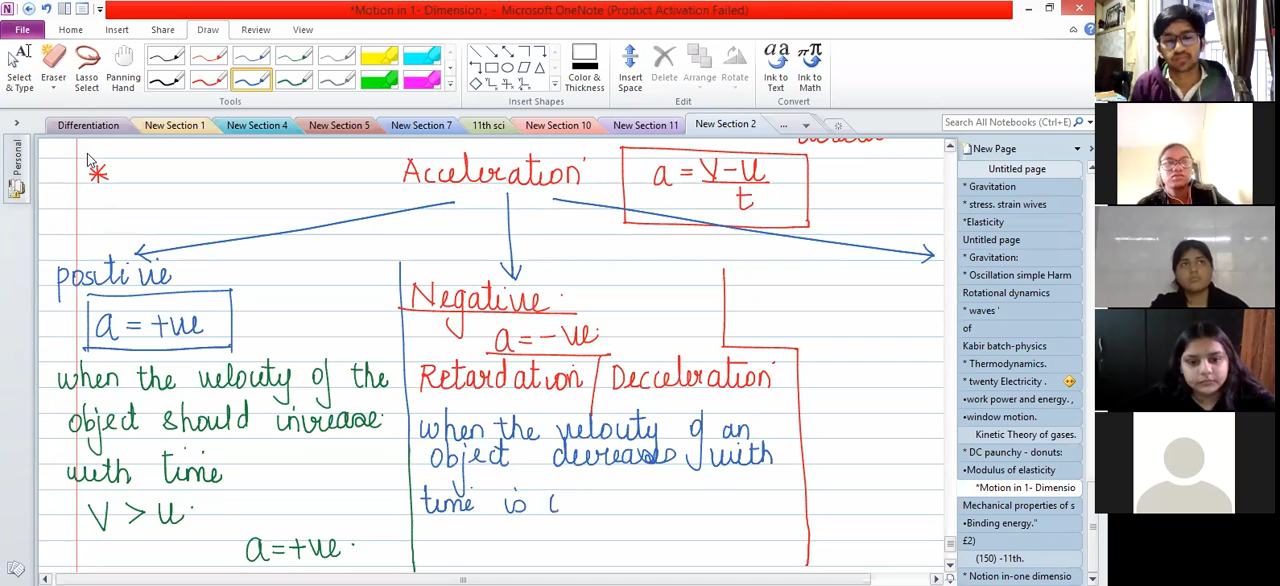 *Motion in 1- Dimension ; - Microsoft OneNote (Product Activation Failed)
File Home Insert Share Draw Review View
Select & Type Eraser Lasso Select Panning Hand Color & Thickness Insert Space Delete Arrange Rotate Ink to Text Ink to Math
Tools Insert Shapes Edit Convert
Differentiation New Section 1 New Section 4 New Section 5 New Section 7 11th sci New Section 10 New Section 11 New Section 2 ... Search All Notebooks (Ctrl+E)
Personal
* Acceleration
a = v-u
t
positive
a = +ve
when the velouty of the
object should increase
with time
v > u
a = +ve
Negative
a = -ve
Retardation / Decceleration
when the velouty of an
object decreases with
time is (
New Page
Untitled page
* Gravitation
* stress. strain wives
*Elasticity
Untitled page
* Gravitation:
* Oscillation simple Harm
Rotational dynamics
* waves '
of
Kabir batch-physics
* Thermodynamics.
* twenty Electricity .
•work power and energy. ,
•window motion.
Kinetic Theory of gases.
* DC paunchy - donuts:
•Modulus of elasticity
*Motion in 1- Dimensio
Mechanical properties of s
•Binding energy."
£2)
(150) -11th.
* Notion in-one dimensio